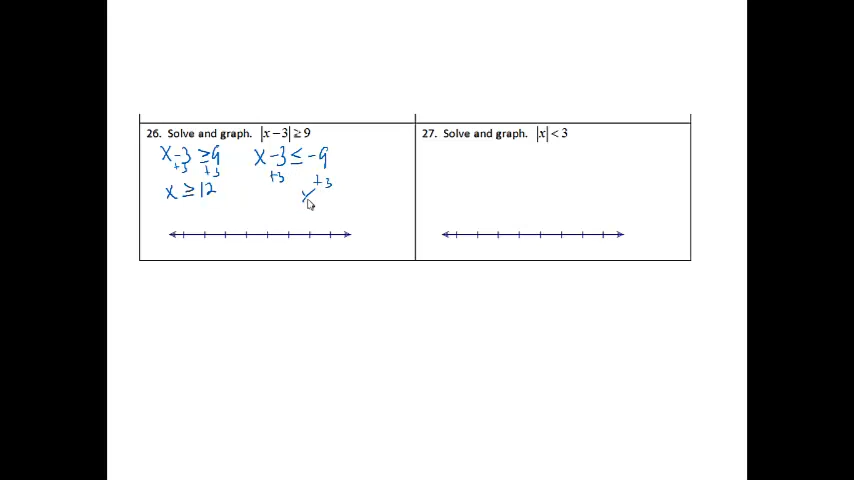 26. Solve and graph. |x − 3| ≥ 9
x - 3 ≥ 9 x - 3 ≤ -9
+3 +3 +3 +3
x ≥ 12 x
27. Solve and graph. |x| < 3